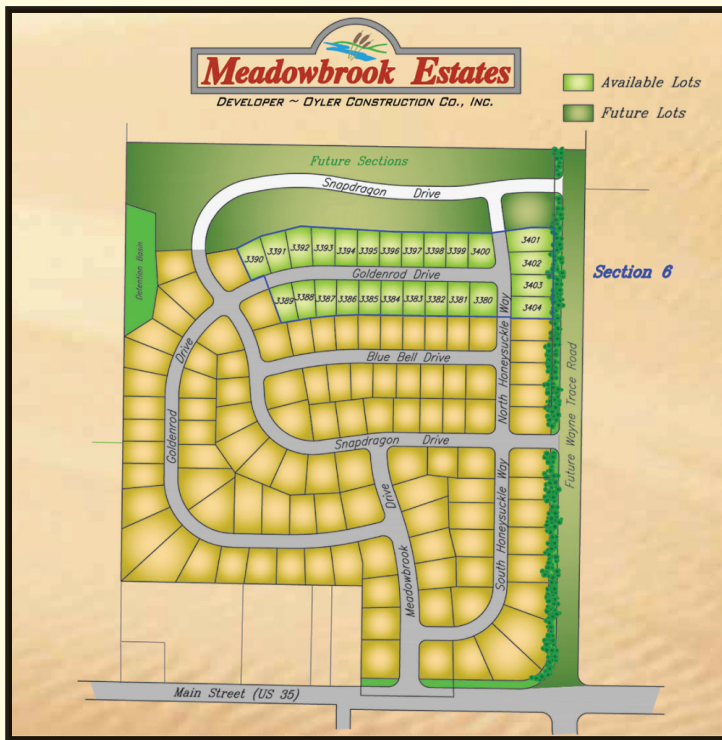 Meadowbrook Estates
DEVELOPER ~ OYLER CONSTRUCTION CO., INC.
Available Lots
Future Lots
Future Sections
Snapdragon Drive
3390
3391
3392
3393
3394
3395
3396
3397
3398
3399
3400
3401
3402
3403
3404
Section 6
Detention Basin
Goldenrod Drive
3389
3388
3387
3386
3385
3384
3383
3382
3381
3380
North Honeysuckle Way
Blue Bell Drive
Future Wayne Trace Road
Goldenrod Drive
Snapdragon Drive
Meadowbrook Drive
South Honeysuckle Way
Main Street (US 35)